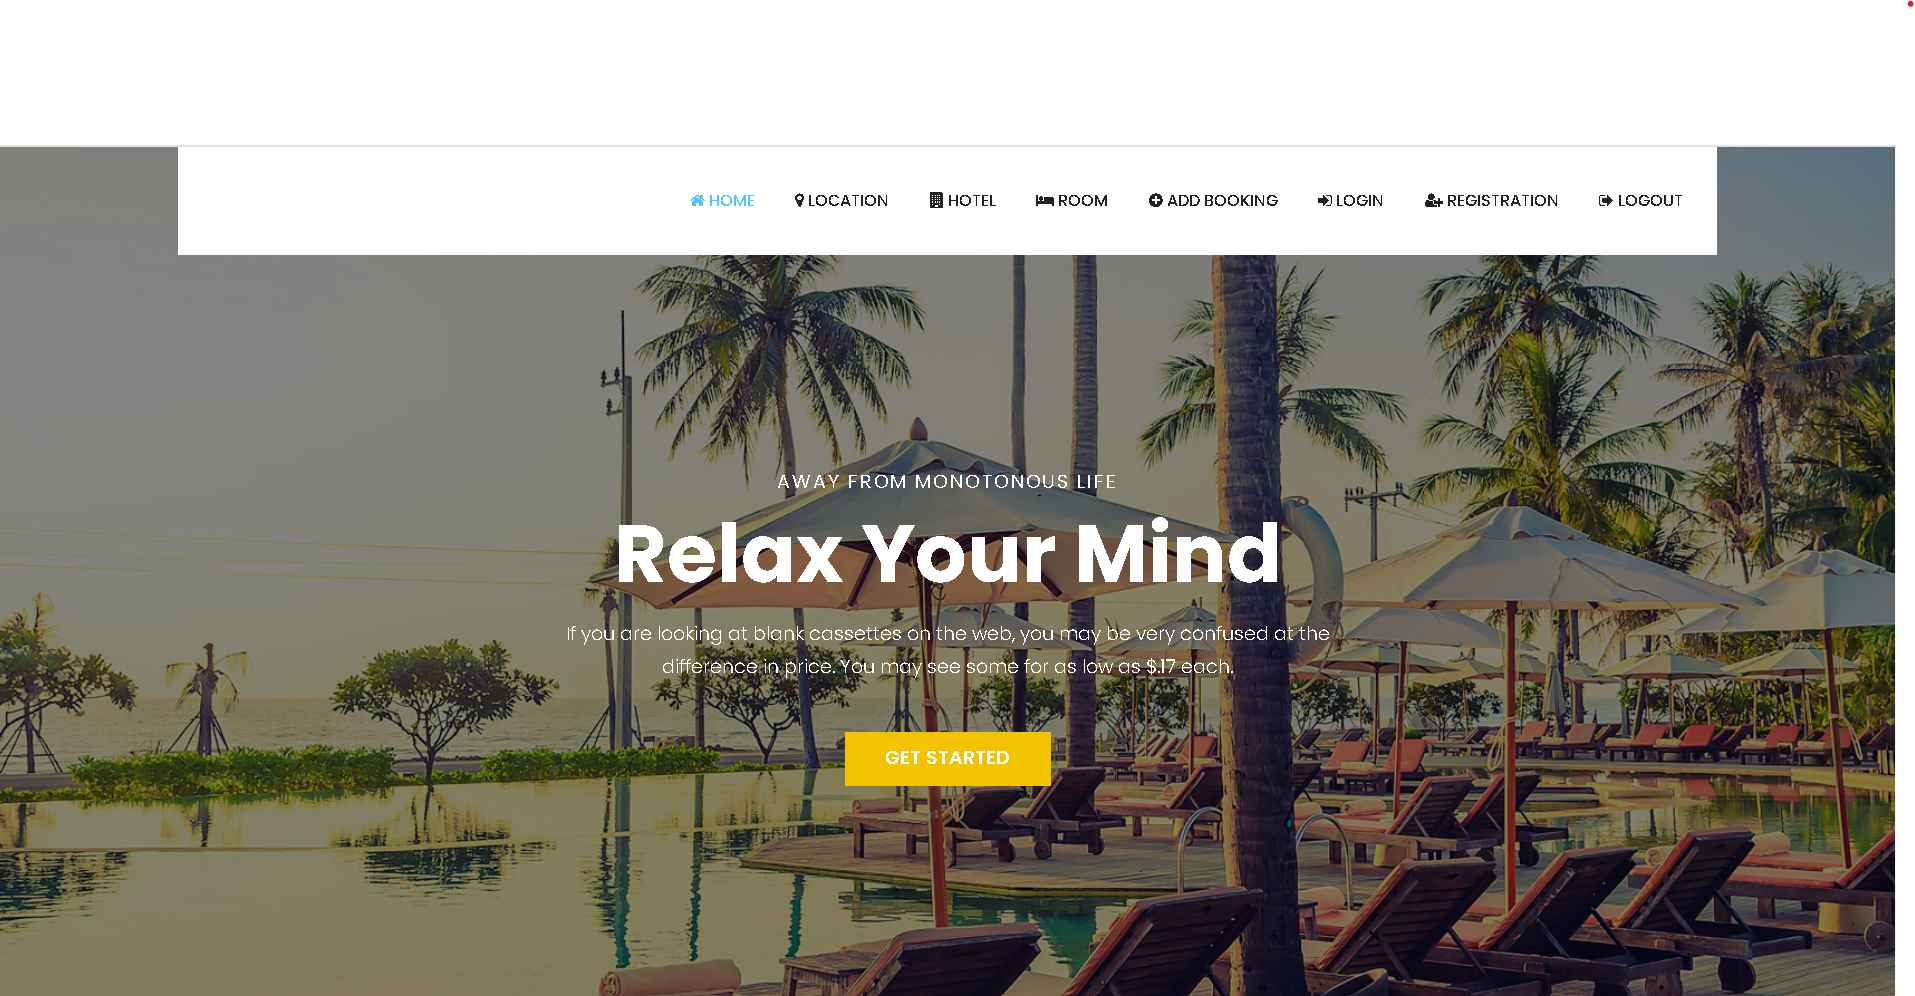 HOME LOCATION HOTEL ROOM ADD BOOKING LOGIN REGISTRATION LOGOUT
AWAY FROM MONOTONOUS LIFE
Relax Your Mind
If you are looking at blank cassettes on the web, you may be very confused at the
difference in price. You may see some for as low as $.17 each.
GET STARTED